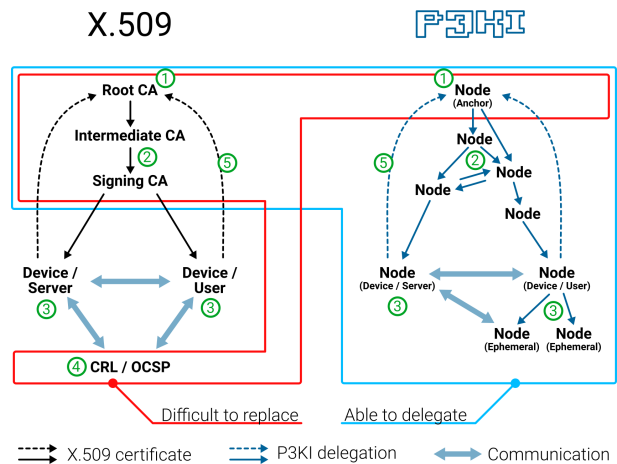 X.509
P3KI
1
Root CA
Intermediate CA
2
Signing CA
5
Device /
Server
3
Device /
User
3
4 CRL / OCSP
1
Node
(Anchor)
Node
5
2
Node
Node
Node
Node
(Device / Server)
3
Node
(Device / User)
3
Node
(Ephemeral)
Node
(Ephemeral)
Difficult to replace
Able to delegate
X.509 certificate
P3KI delegation
Communication